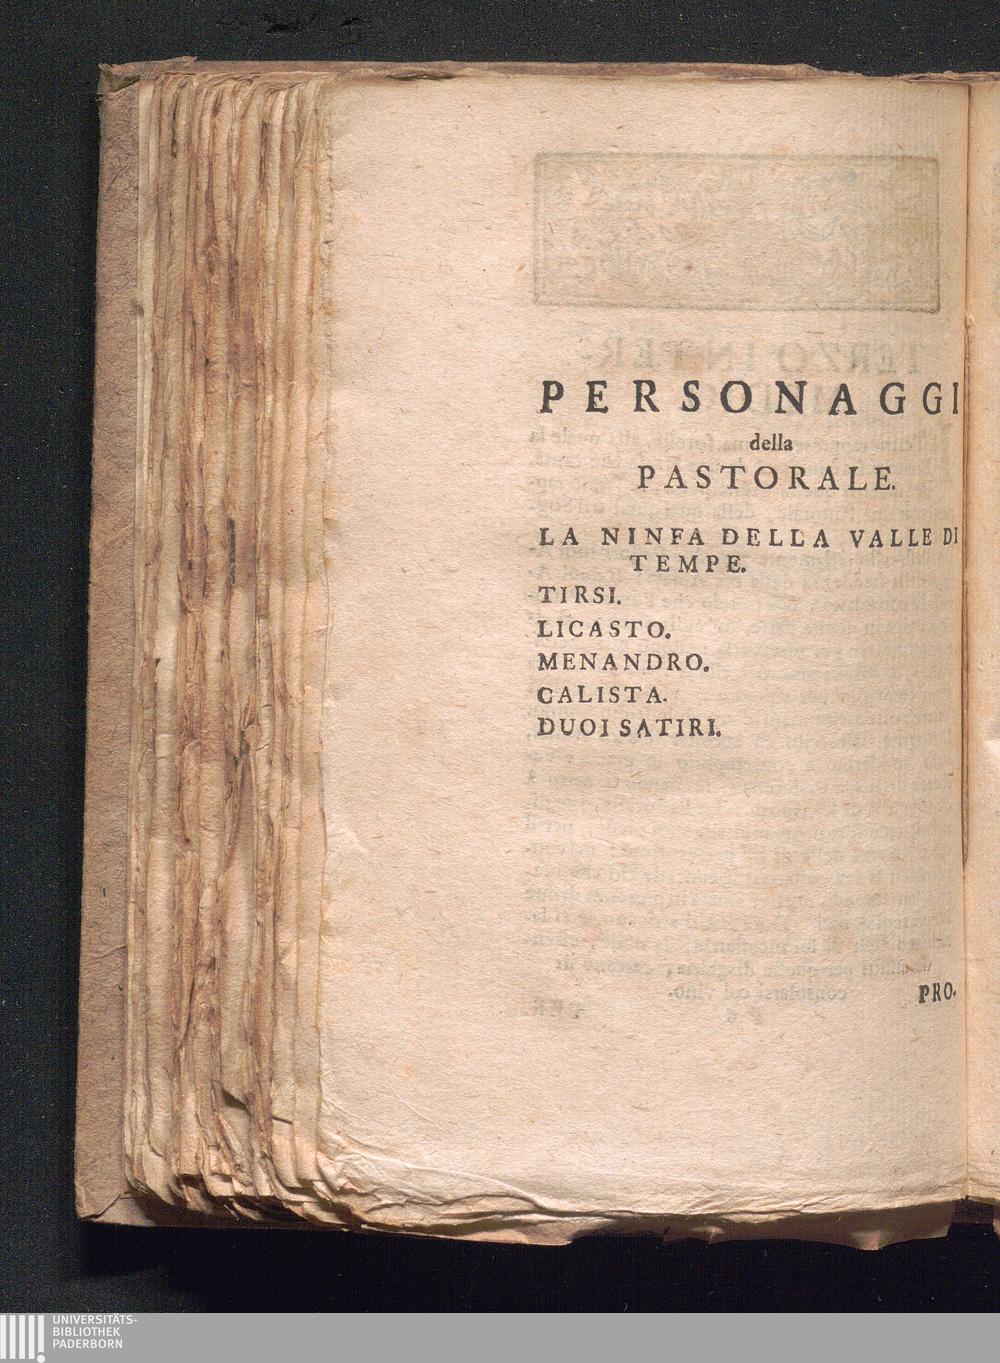 PERSONAGGI
della
PASTORALE.
LA NINFA DELLA VALLE DI
TEMPE.
TIRSI.
LICASTO.
MENANDRO.
CALISTA.
DUOI SATIRI.
PRO-
UNIVERSITÄTS-
BIBLIOTHEK
PADERBORN